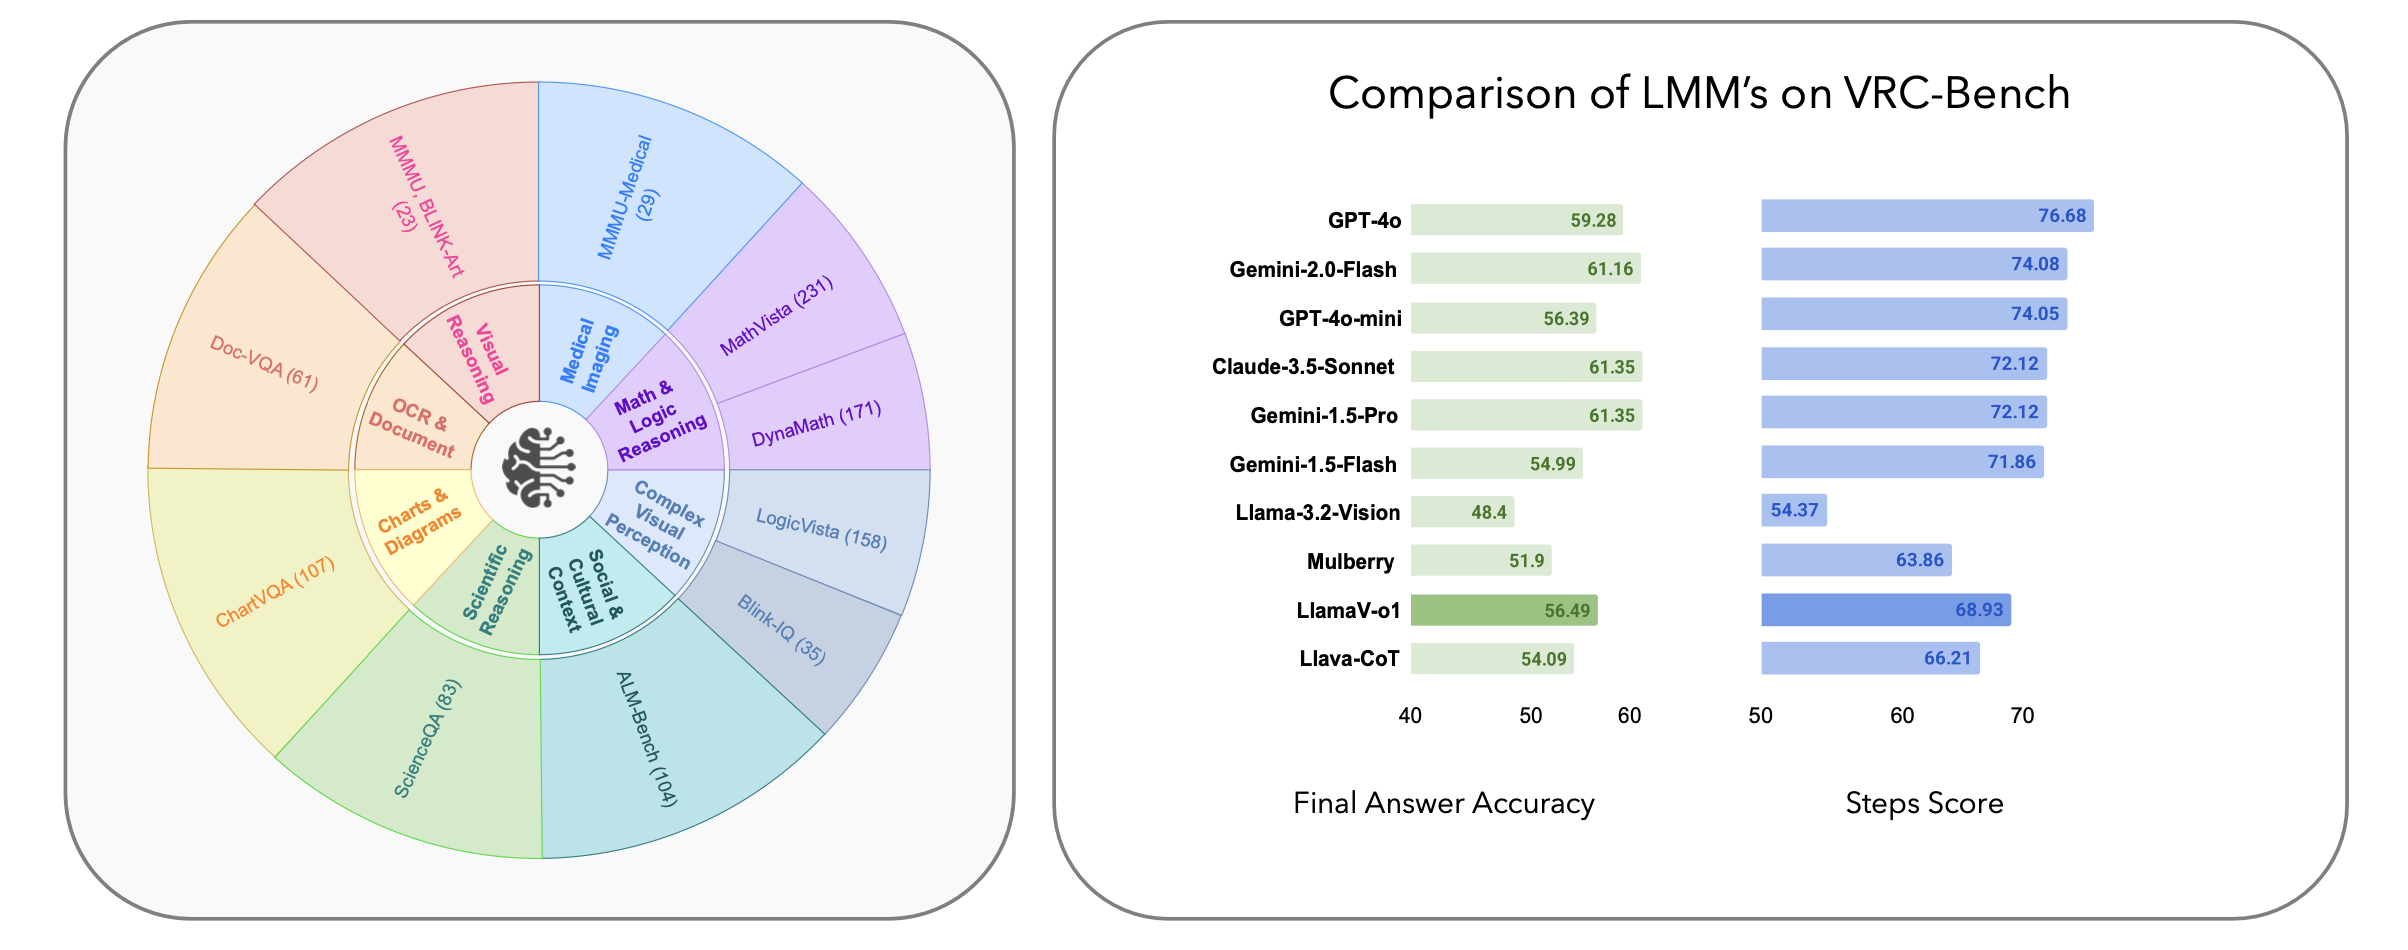 MMMU, BLINK-Art
(23)
MMMU-Medical
(29)
MathVista (231)
DynaMath (171)
LogicVista (158)
Blink-IQ (35)
ALM-Bench (104)
ScienceQA (83)
ChartVQA (107)
Doc-VQA (61)
Visual
Reasoning
Medical
Imaging
Math &
Logic
Reasoning
Complex
Visual
Perception
Social &
Cultural
Context
Scientific
Reasoning
Charts &
Diagrams
OCR &
Document
Comparison of LMM’s on VRC-Bench
GPT-4o 59.28 76.68
Gemini-2.0-Flash 61.16 74.08
GPT-4o-mini 56.39 74.05
Claude-3.5-Sonnet 61.35 72.12
Gemini-1.5-Pro 61.35 72.12
Gemini-1.5-Flash 54.99 71.86
Llama-3.2-Vision 48.4 54.37
Mulberry 51.9 63.86
LlamaV-o1 56.49 68.93
Llava-CoT 54.09 66.21
40 50 60 50 60 70
Final Answer Accuracy Steps Score